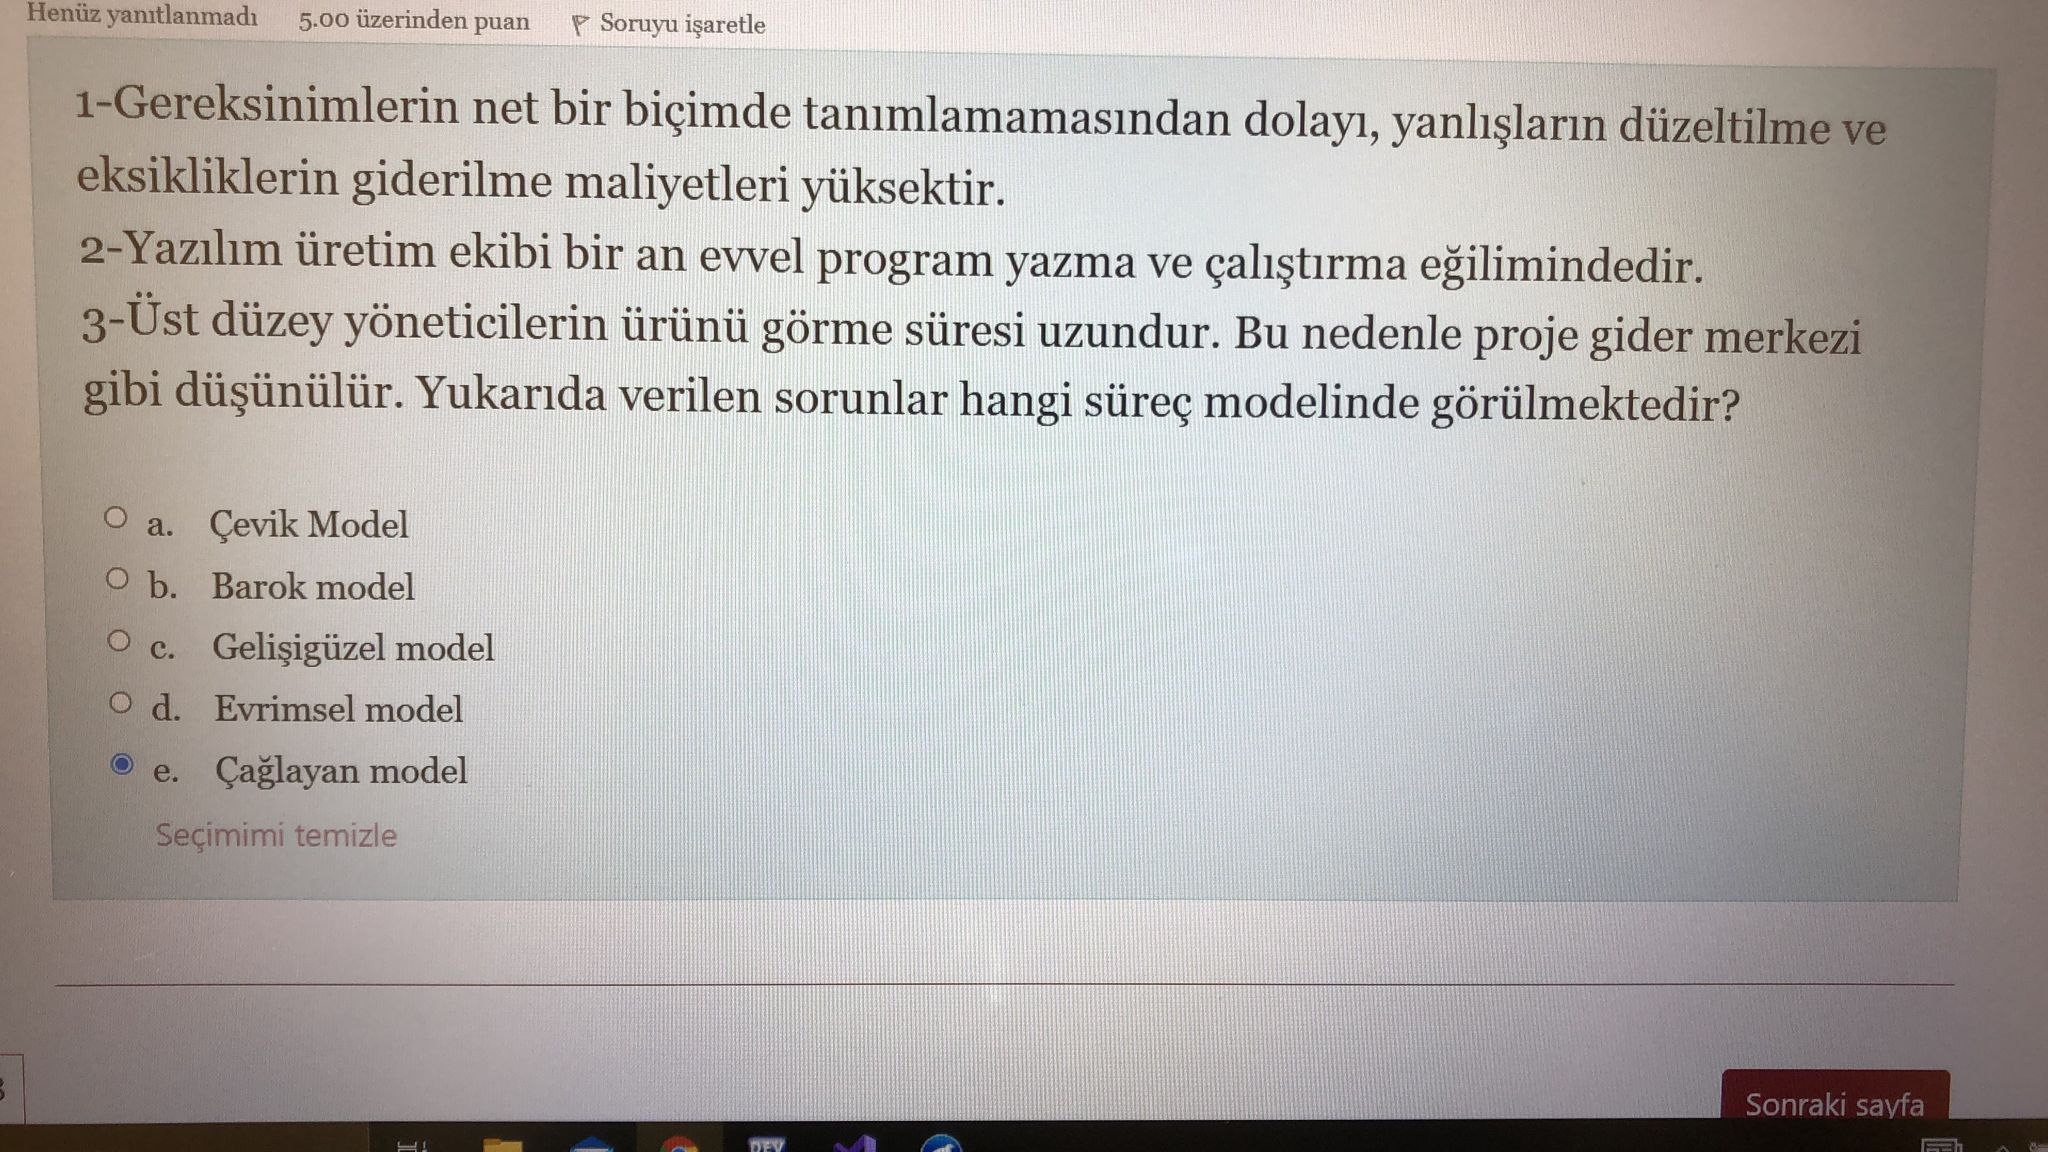 Henüz yanıtlanmadı 5.00 üzerinden puan Soruyu işaretle
1-Gereksinimlerin net bir biçimde tanımlamamasından dolayı, yanlışların düzeltilme ve
eksikliklerin giderilme maliyetleri yüksektir.
2-Yazılım üretim ekibi bir an evvel program yazma ve çalıştırma eğilimindedir.
3-Üst düzey yöneticilerin ürünü görme süresi uzundur. Bu nedenle proje gider merkezi
gibi düşünülür. Yukarıda verilen sorunlar hangi süreç modelinde görülmektedir?
a. Çevik Model
b. Barok model
c. Gelişigüzel model
d. Evrimsel model
e. Çağlayan model
Seçimimi temizle
Sonraki sayfa
DEV